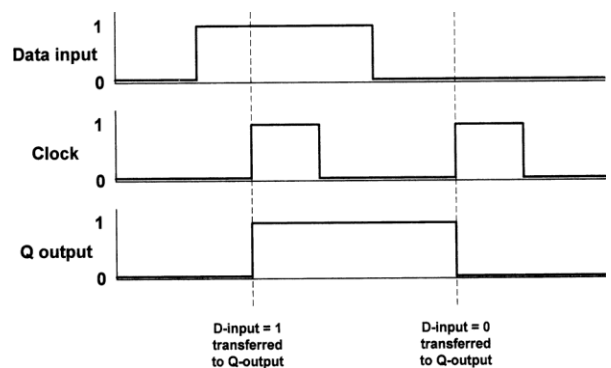 1
Data input
0
1
Clock
0
1
Q output
0
D-input = 1
transferred
to Q-output
D-input = 0
transferred
to Q-output